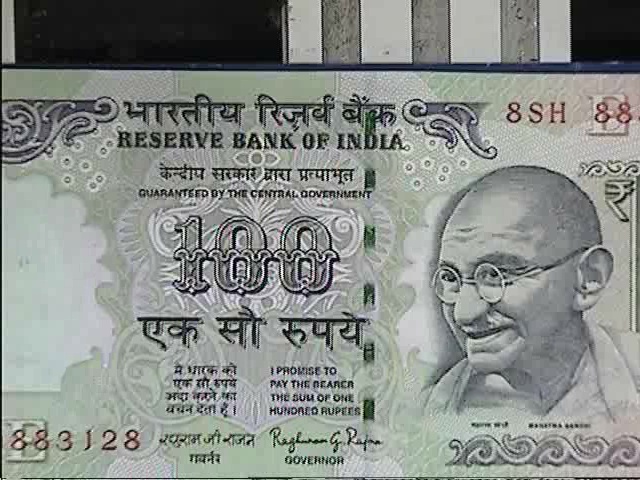 भारतीय रिज़र्व बैंक
RESERVE BANK OF INDIA
8SH 88
केन्द्रीय सरकार द्वारा प्रत्याभूत
GUARANTEED BY THE CENTRAL GOVERNMENT
₹
100
एक सौ रुपये
मैं धारक को
एक सौ रुपये
अदा करने का
वचन देता हूँ।
I PROMISE TO
PAY THE BEARER
THE SUM OF ONE
HUNDRED RUPEES
महात्मा गांधी MAHATMA GANDHI
E
883128
रघुराम जी राजन
गवर्नर
Raghuram G. Rajan
GOVERNOR